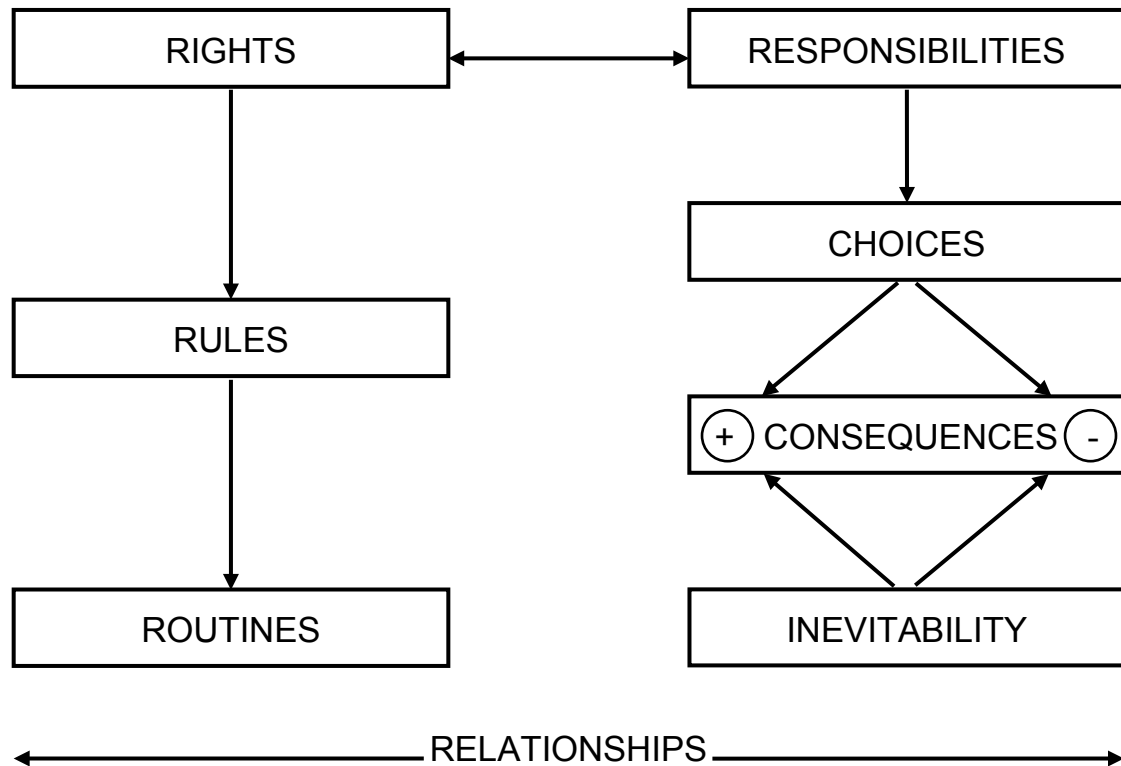 RIGHTS
RESPONSIBILITIES
CHOICES
RULES
+ CONSEQUENCES -
ROUTINES
INEVITABILITY
RELATIONSHIPS